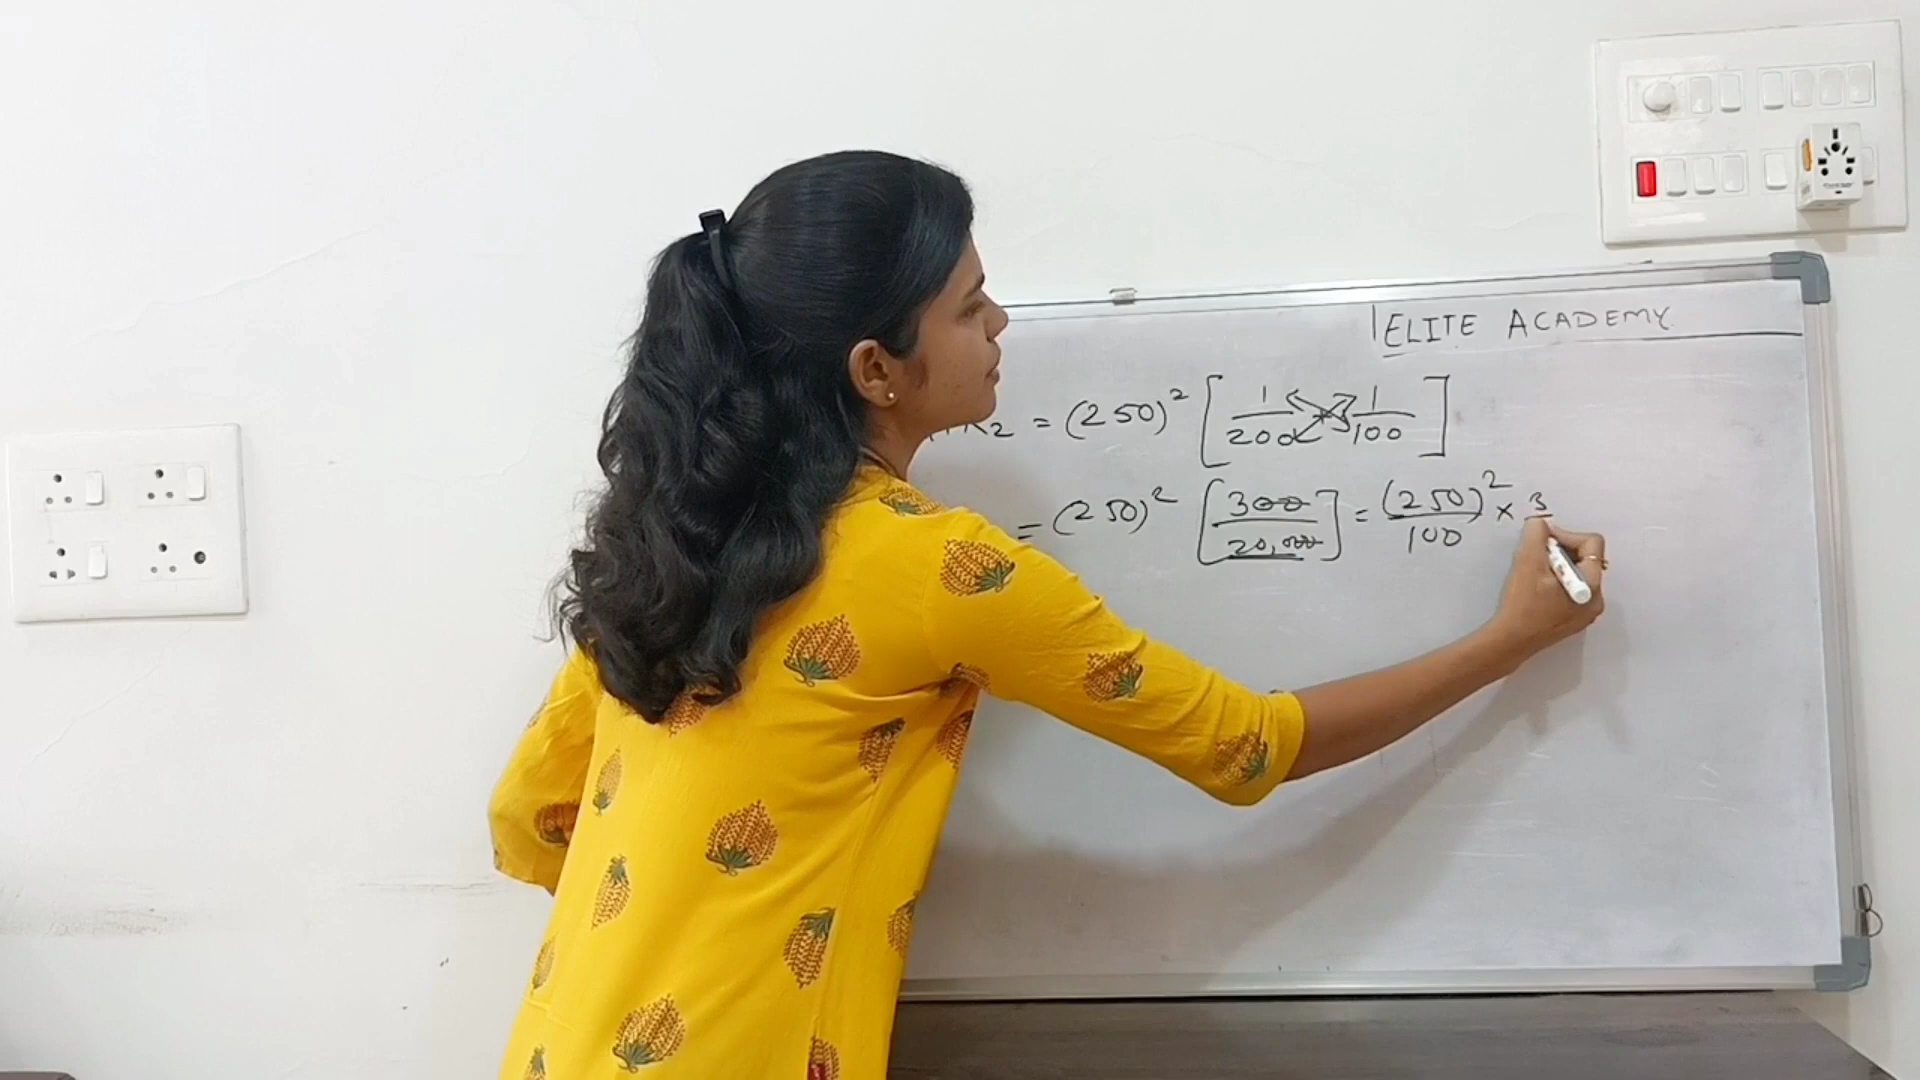 ELITE ACADEMY
R2 = (250)² [ 1/200 + 1/100 ]
= (250)² [ 300/20,000 ] = (250)²/100 × 3